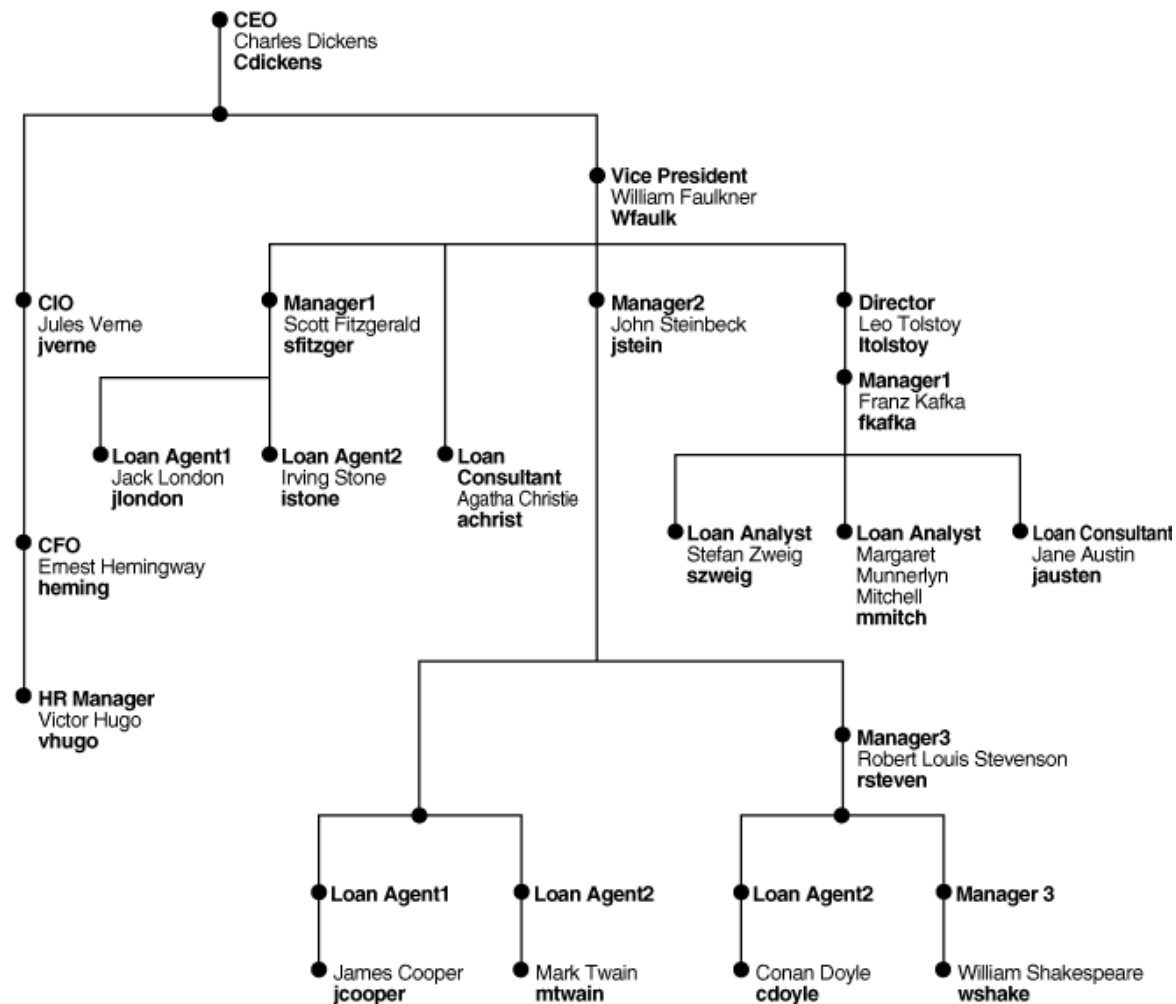 CEO
Charles Dickens
Cdickens
Vice President
William Faulkner
Wfaulk
CIO
Jules Verne
jverne
Manager1
Scott Fitzgerald
sfitzger
Manager2
John Steinbeck
jstein
Director
Leo Tolstoy
ltolstoy
Manager1
Franz Kafka
fkafka
Loan Agent1
Jack London
jlondon
Loan Agent2
Irving Stone
istone
Loan
Consultant
Agatha Christie
achrist
CFO
Ernest Hemingway
heming
Loan Analyst
Stefan Zweig
szweig
Loan Analyst
Margaret
Munnerlyn
Mitchell
mmitch
Loan Consultant
Jane Austin
jausten
HR Manager
Victor Hugo
vhugo
Manager3
Robert Louis Stevenson
rsteven
Loan Agent1
Loan Agent2
Loan Agent2
Manager 3
James Cooper
jcooper
Mark Twain
mtwain
Conan Doyle
cdoyle
William Shakespeare
wshake